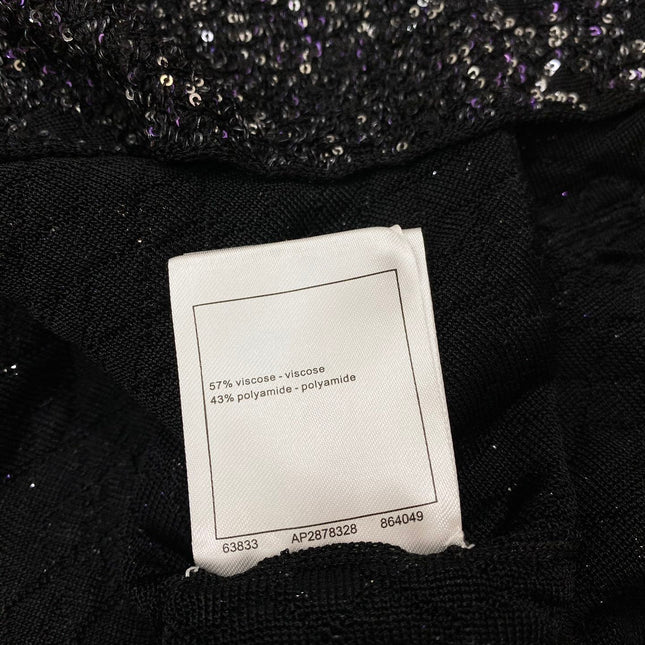 57% viscose - viscose
43% polyamide - polyamide
63833 AP2878328 864049